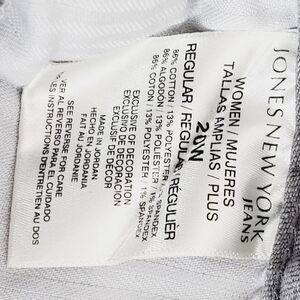 JONES NEW YORK
JEANS
WOMEN / MUJERES
TALLAS AMPLIAS / PLUS
20W
REGULAR / REGULAR / REGULIÈR
86% COTTON / 13% POLYESTER / 1% SPANDEX
86% ALGODON / 13% POLIESTER / 1% SPANDEX
86% COTON / 13% POLYESTER / 1% SPANDEX
EXCLUSIVE OF DECORATION
EXCLUSIVO DE DECORACION
EXCLUSIF DE DÉCOR
MADE IN JORDAN
HECHO EN JORDANIA
FAIT AU JORDANIE
SEE REVERSE FOR CARE
VER AL REVERSO PARA EL CUIDADO
LES INSTRUCTIONS D'ENTRETIEN AU DOS